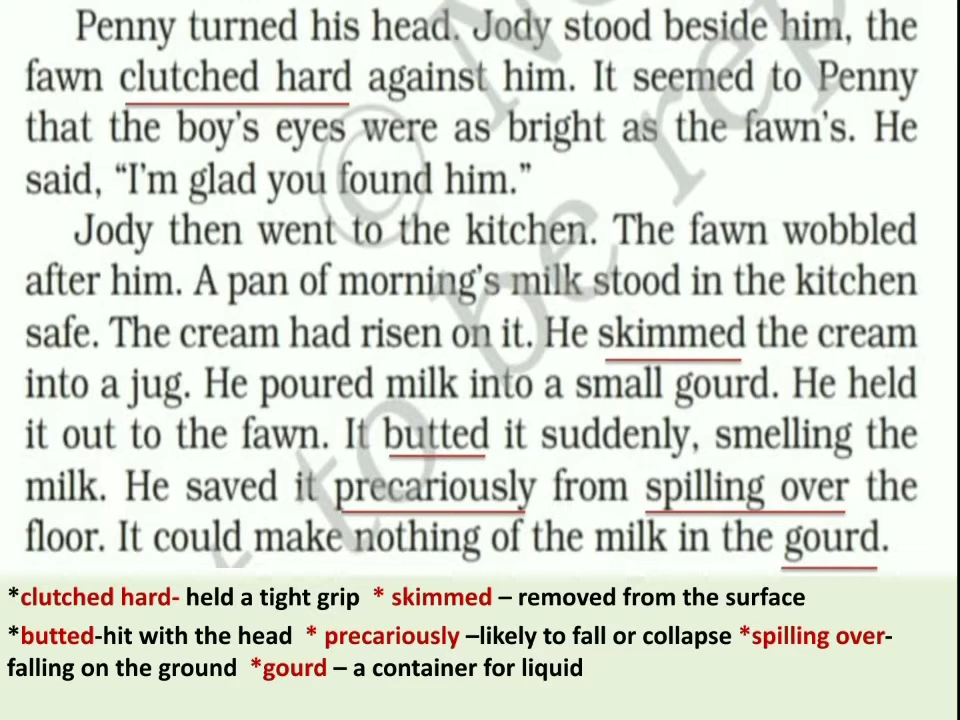 Penny turned his head. Jody stood beside him, the
fawn clutched hard against him. It seemed to Penny
that the boy’s eyes were as bright as the fawn’s. He
said, “I’m glad you found him.”
Jody then went to the kitchen. The fawn wobbled
after him. A pan of morning’s milk stood in the kitchen
safe. The cream had risen on it. He skimmed the cream
into a jug. He poured milk into a small gourd. He held
it out to the fawn. It butted it suddenly, smelling the
milk. He saved it precariously from spilling over the
floor. It could make nothing of the milk in the gourd.
*clutched hard- held a tight grip * skimmed – removed from the surface
*butted-hit with the head * precariously –likely to fall or collapse *spilling over-
falling on the ground *gourd – a container for liquid